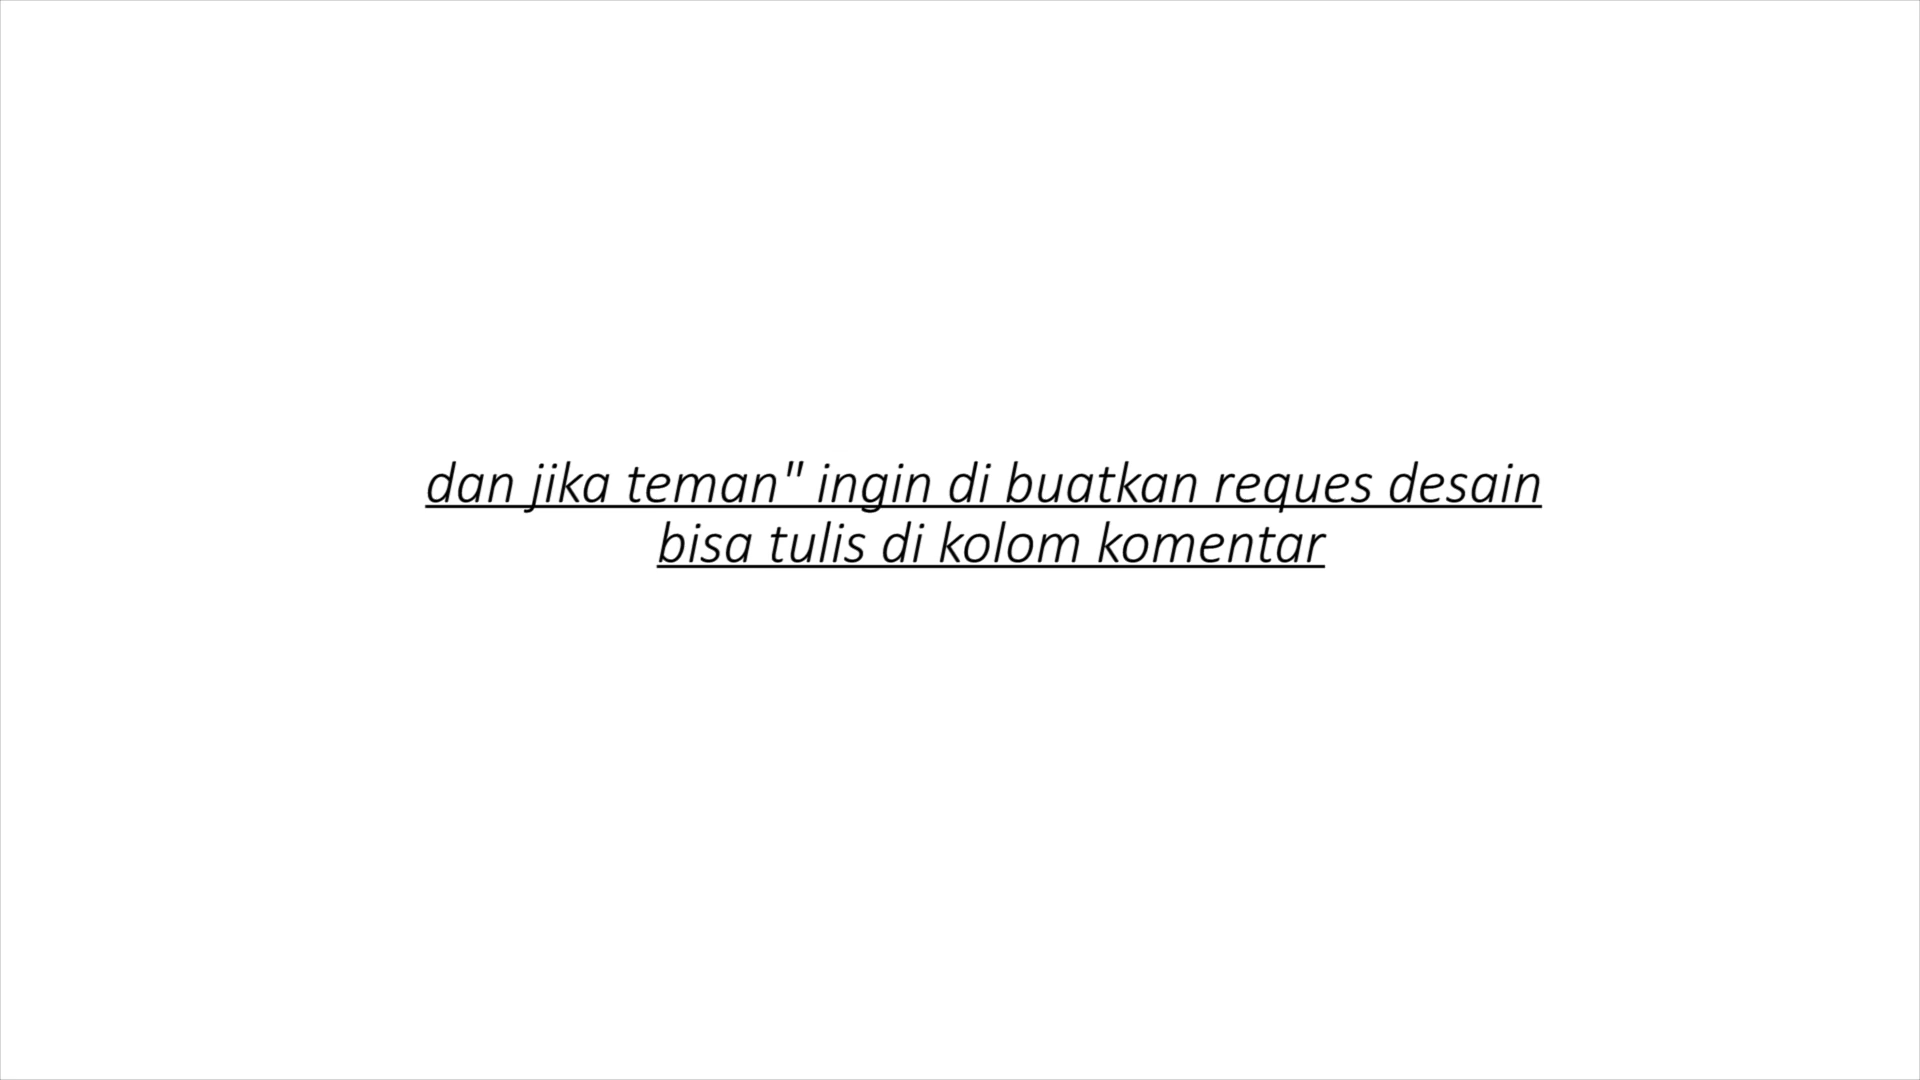 dan jika teman" ingin di buatkan reques desain
bisa tulis di kolom komentar